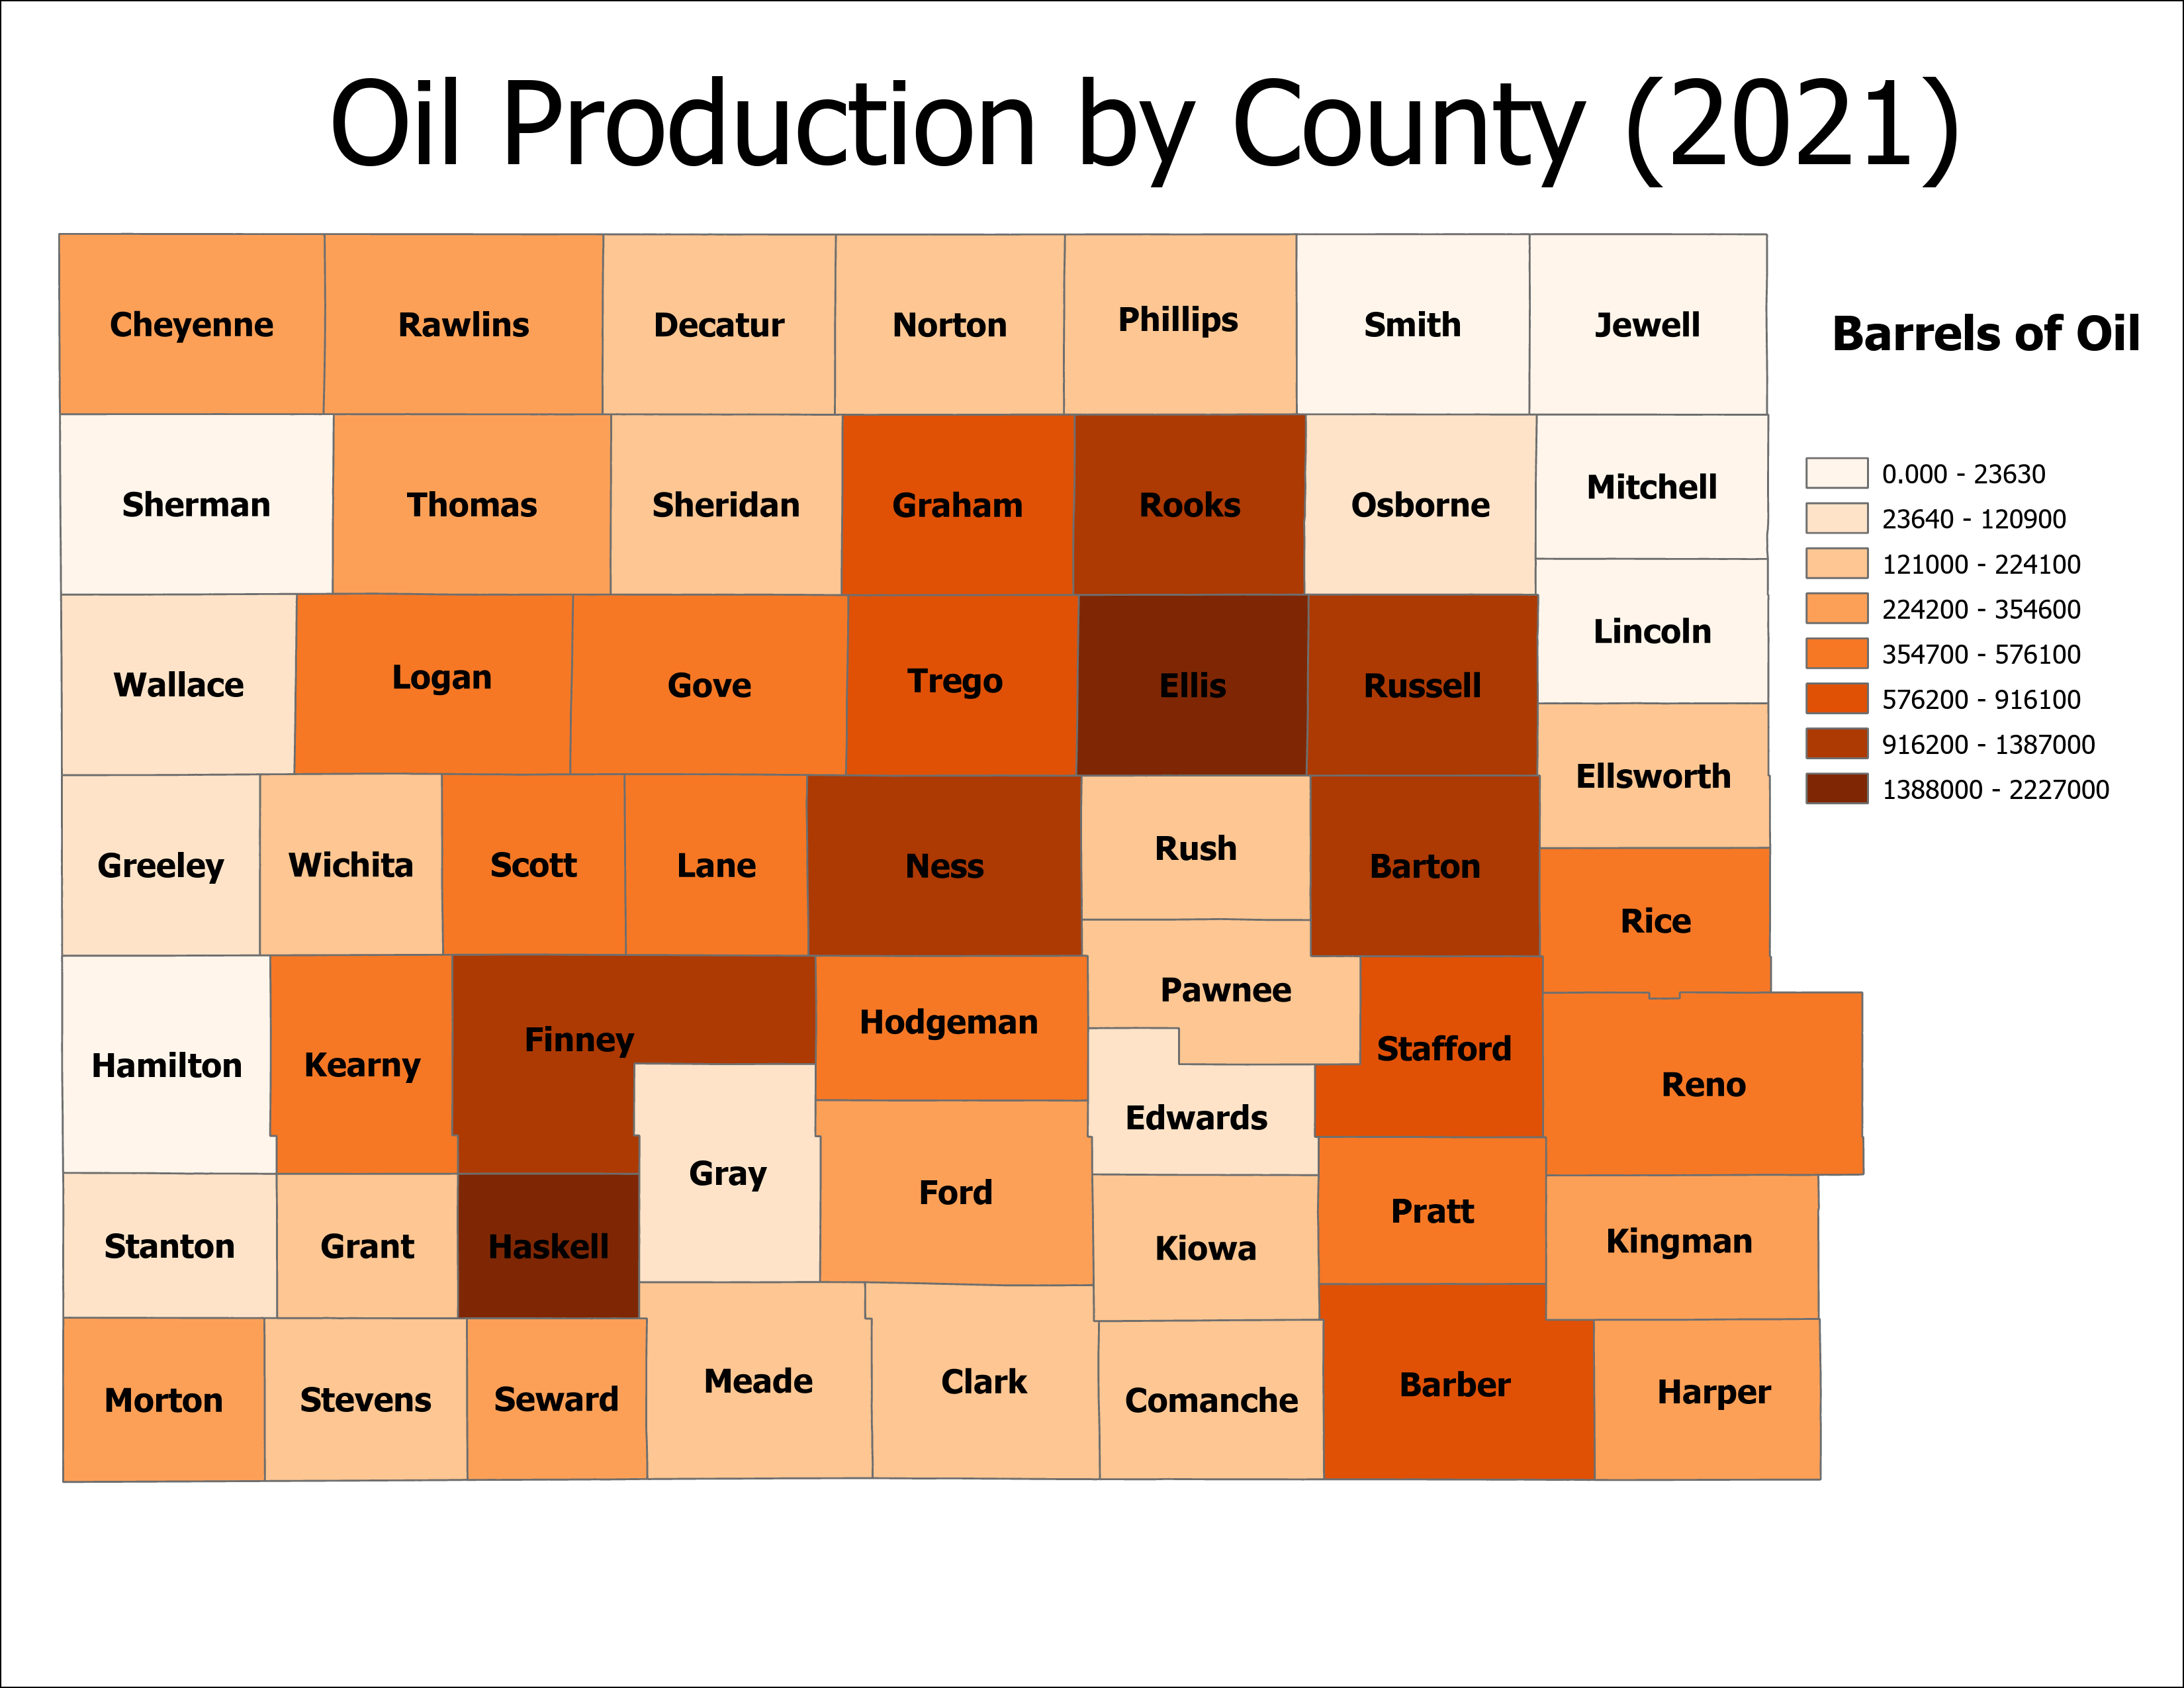 Oil Production by County (2021)
Cheyenne
Rawlins
Decatur
Norton
Phillips
Smith
Jewell
Sherman
Thomas
Sheridan
Graham
Rooks
Osborne
Mitchell
Lincoln
Wallace
Logan
Gove
Trego
Ellis
Russell
Ellsworth
Greeley
Wichita
Scott
Lane
Ness
Rush
Barton
Rice
Hamilton
Kearny
Finney
Hodgeman
Pawnee
Stafford
Reno
Edwards
Gray
Ford
Stanton
Grant
Haskell
Kiowa
Pratt
Kingman
Morton
Stevens
Seward
Meade
Clark
Comanche
Barber
Harper
Barrels of Oil
0.000 - 23630
23640 - 120900
121000 - 224100
224200 - 354600
354700 - 576100
576200 - 916100
916200 - 1387000
1388000 - 2227000